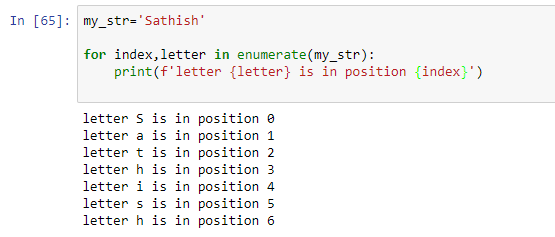 In [65]: my_str='Sathish'
for index,letter in enumerate(my_str):
    print(f'letter {letter} is in position {index}')
letter S is in position 0
letter a is in position 1
letter t is in position 2
letter h is in position 3
letter i is in position 4
letter s is in position 5
letter h is in position 6